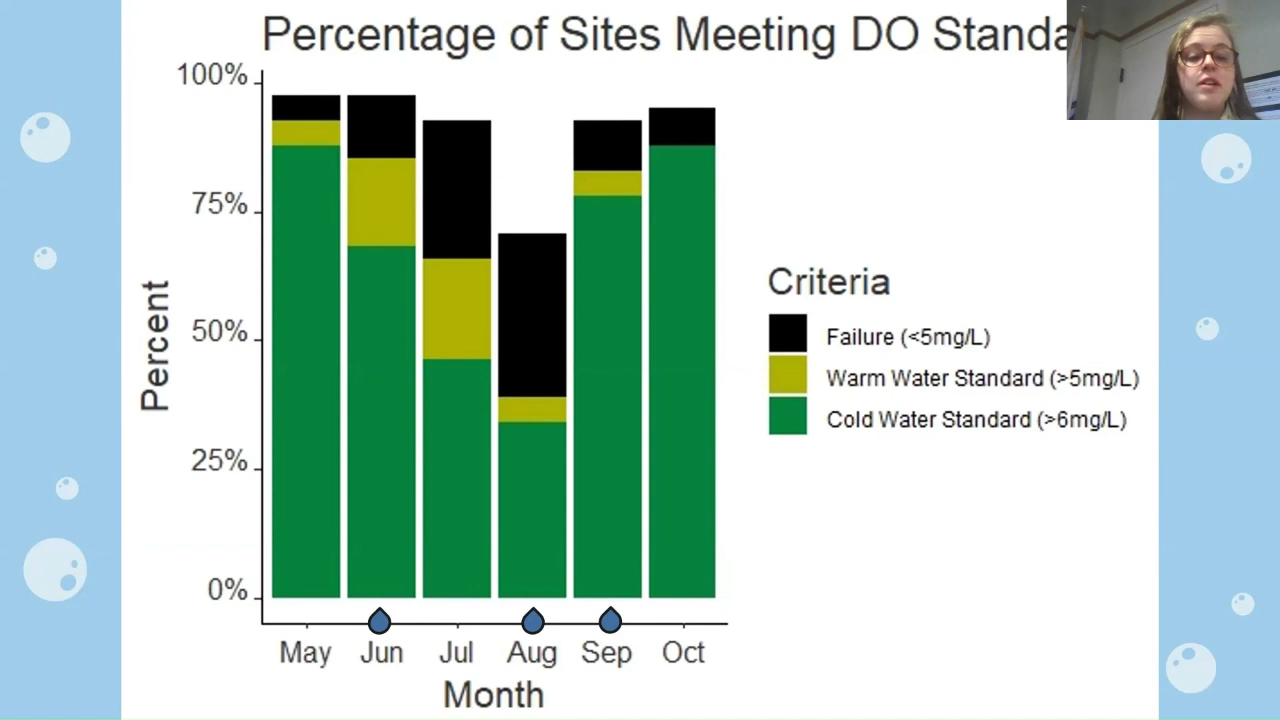 Percentage of Sites Meeting DO Standa
100%
75%
50%
25%
0%
Percent
May Jun Jul Aug Sep Oct
Month
Criteria
Failure (<5mg/L)
Warm Water Standard (>5mg/L)
Cold Water Standard (>6mg/L)